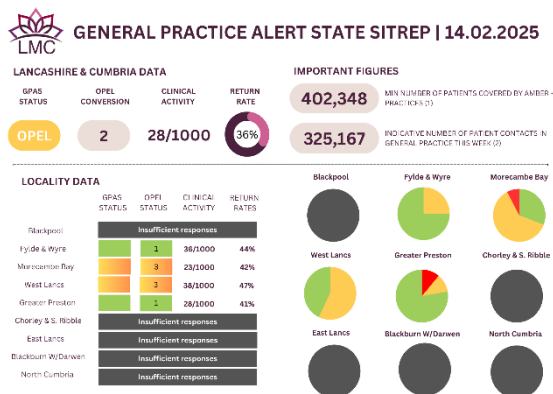 LMC
GENERAL PRACTICE ALERT STATE SITREP | 14.02.2025
LANCASHIRE & CUMBRIA DATA
GPAS STATUS
OPEL CONVERSION
CLINICAL ACTIVITY
RETURN RATE
OPEL
2
28/1000
36%
IMPORTANT FIGURES
402,348
MIN NUMBER OF PATIENTS COVERED BY AMBER - PRACTICES (1)
325,167
INDICATIVE NUMBER OF PATIENT CONTACTS IN GENERAL PRACTICE THIS WEEK (2)
LOCALITY DATA
GPAS STATUS
OPEL STATUS
CLINICAL ACTIVITY
RETURN RATES
Blackpool Insufficient responses
Fylde & Wyre 1 36/1000 44%
Morecambe Bay 3 23/1000 42%
West Lancs 3 38/1000 47%
Greater Preston 1 28/1000 41%
Chorley & S. Ribble Insufficient responses
East Lancs Insufficient responses
Blackburn W/Darwen Insufficient responses
North Cumbria Insufficient responses
Blackpool
Fylde & Wyre
Morecambe Bay
West Lancs
Greater Preston
Chorley & S. Ribble
East Lancs
Blackburn W/Darwen
North Cumbria